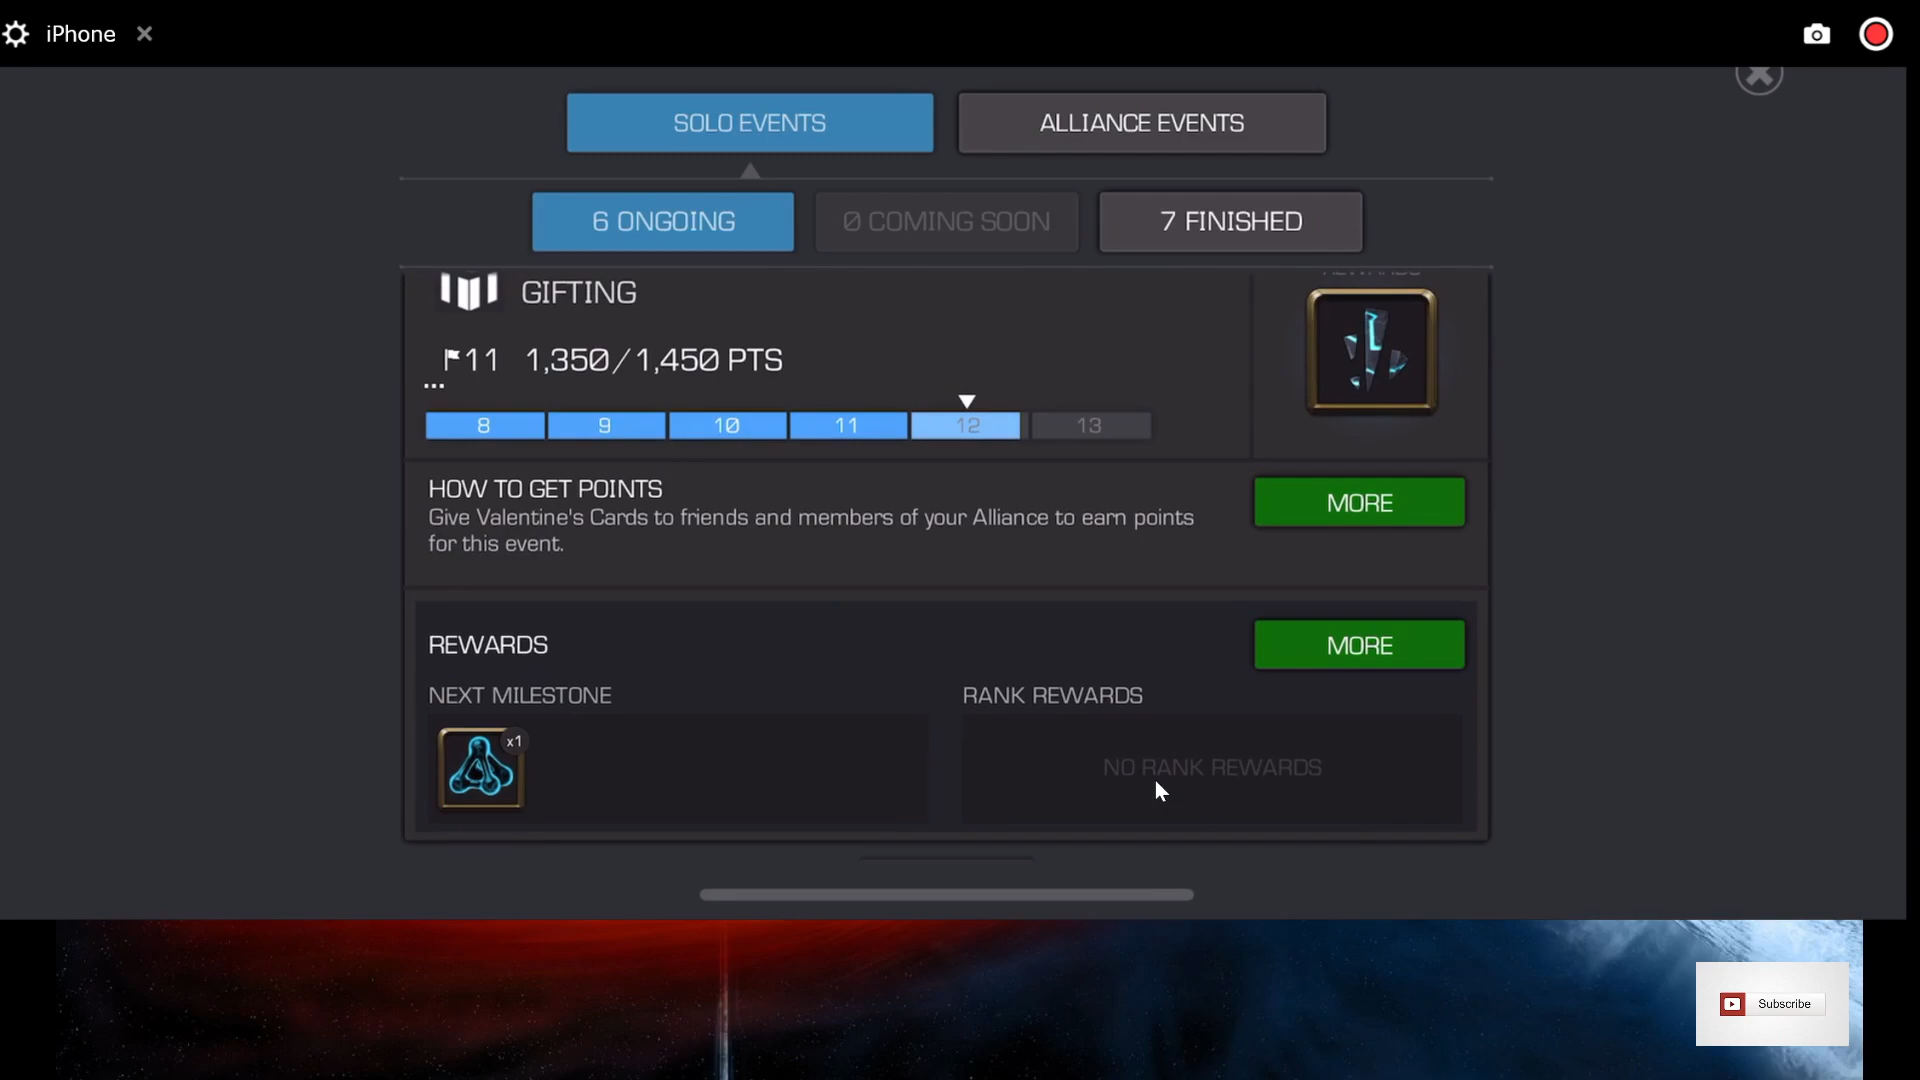 iPhone
SOLO EVENTS
ALLIANCE EVENTS
6 ONGOING
0 COMING SOON
7 FINISHED
GIFTING
REWARDS
11 1,350/1,450 PTS
...
8 9 10 11 12 13
HOW TO GET POINTS
MORE
Give Valentine's Cards to friends and members of your Alliance to earn points
for this event.
REWARDS
MORE
NEXT MILESTONE
RANK REWARDS
x1
NO RANK REWARDS
Subscribe